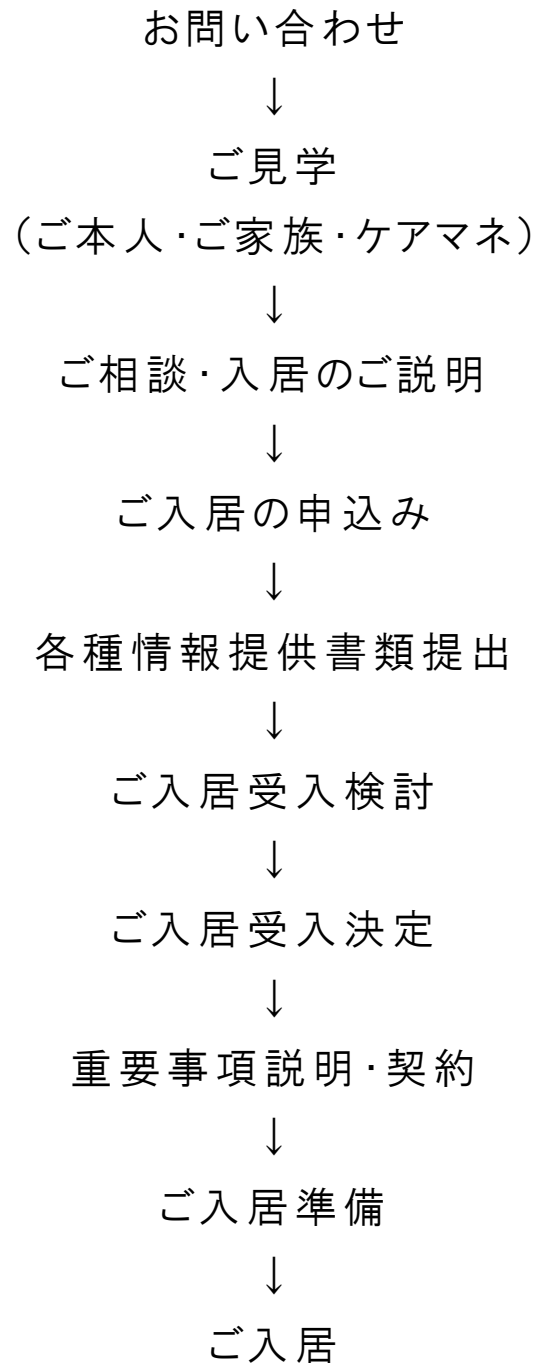 お問い合わせ
↓
ご見学
（ご本人・ご家族・ケアマネ）
↓
ご相談・入居のご説明
↓
ご入居の申込み
↓
各種情報提供書類提出
↓
ご入居受入検討
↓
ご入居受入決定
↓
重要事項説明・契約
↓
ご入居準備
↓
ご入居